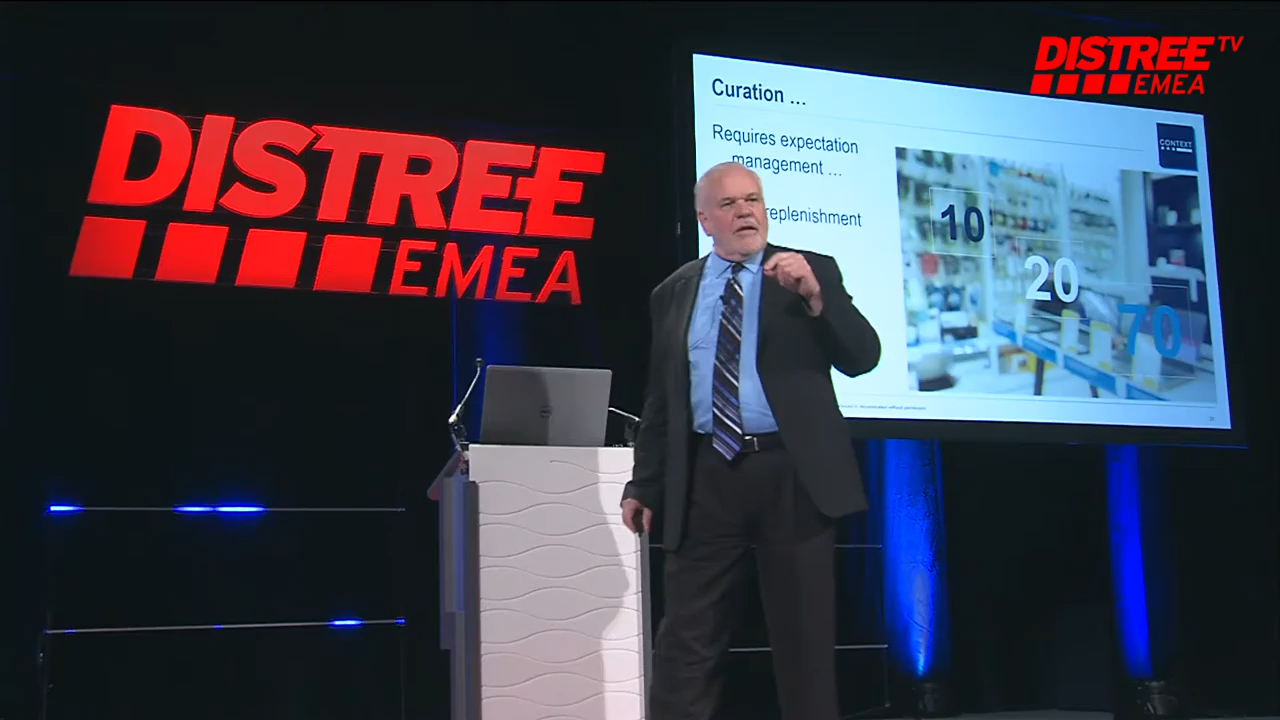 DISTREE TV
EMEA
DISTREE
EMEA
Curation ...
CONTEXT
Requires expectation
management ...
replenishment
10
20
70